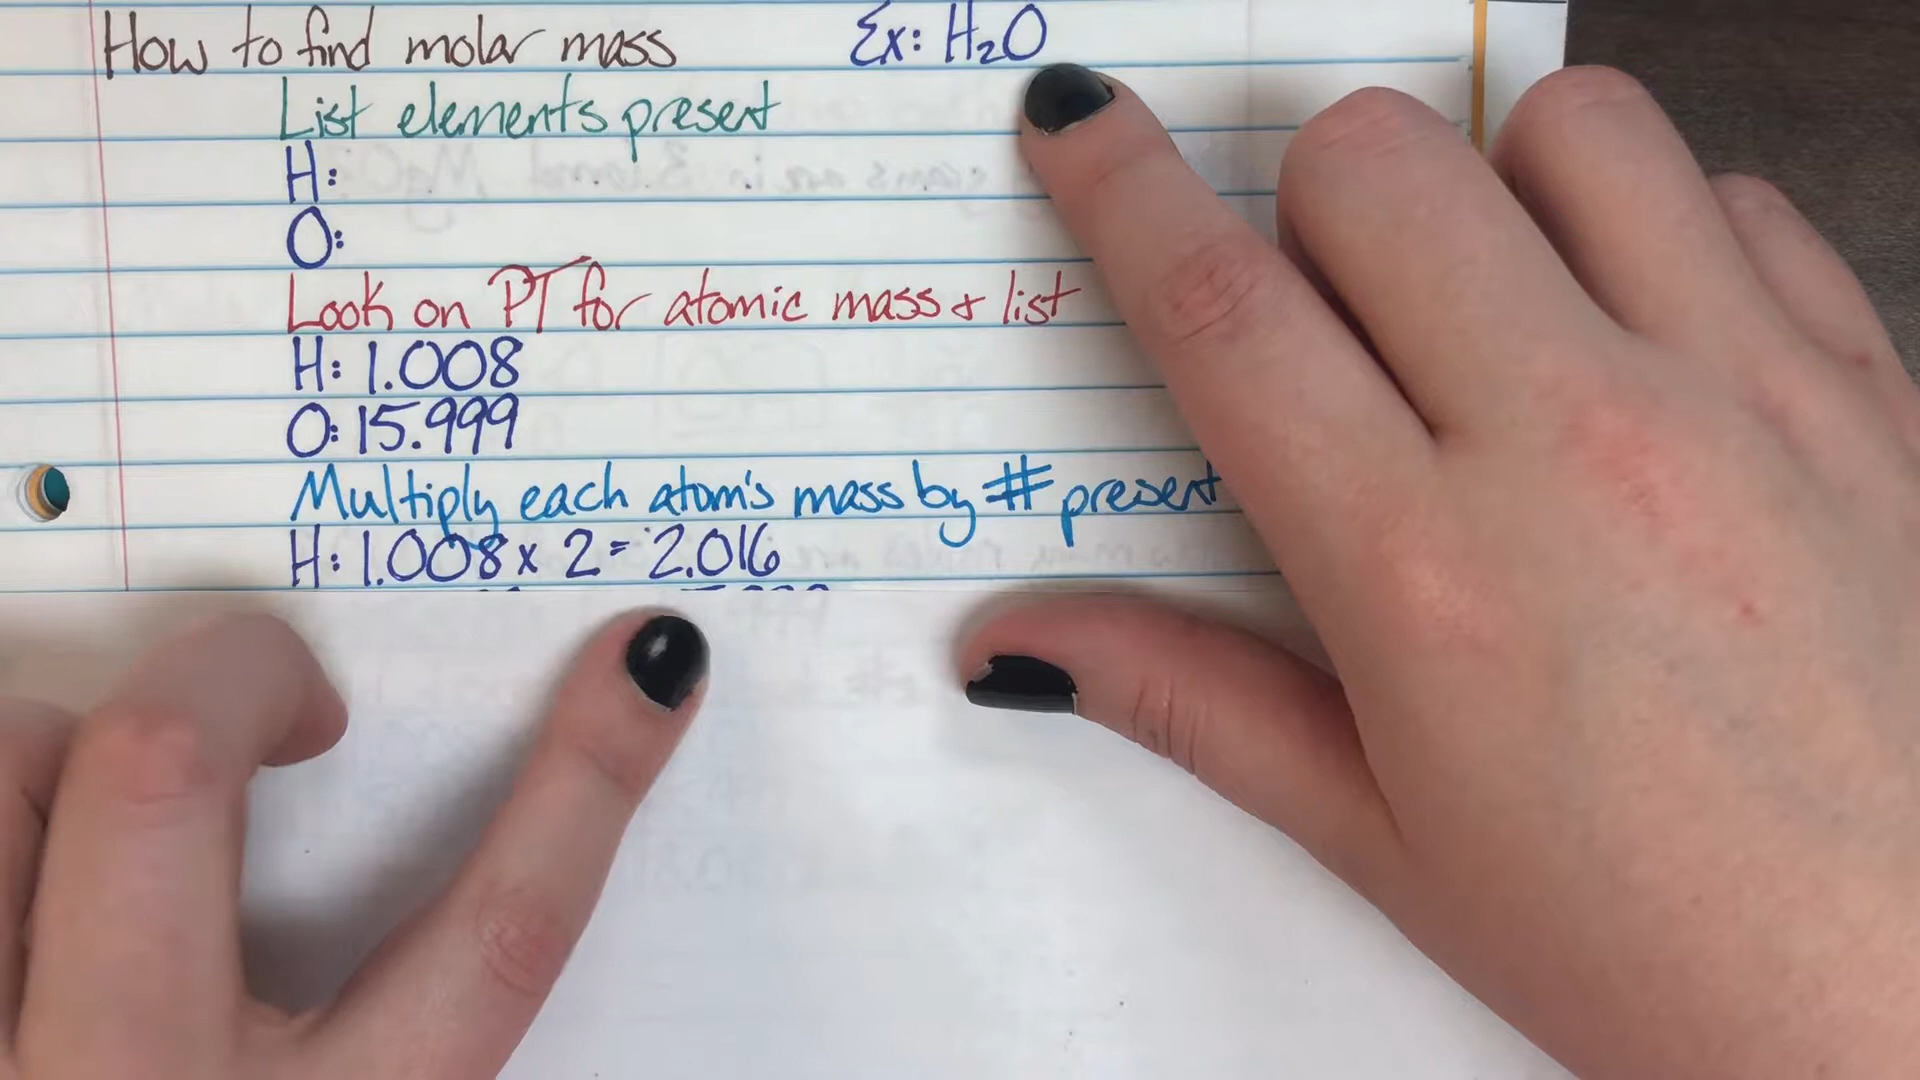 How to find molar mass Ex: H₂O
List elements present
H:
O:
Look on PT for atomic mass & list
H: 1.008
O: 15.999
Multiply each atom's mass by # present
H: 1.008 x 2 = 2.016